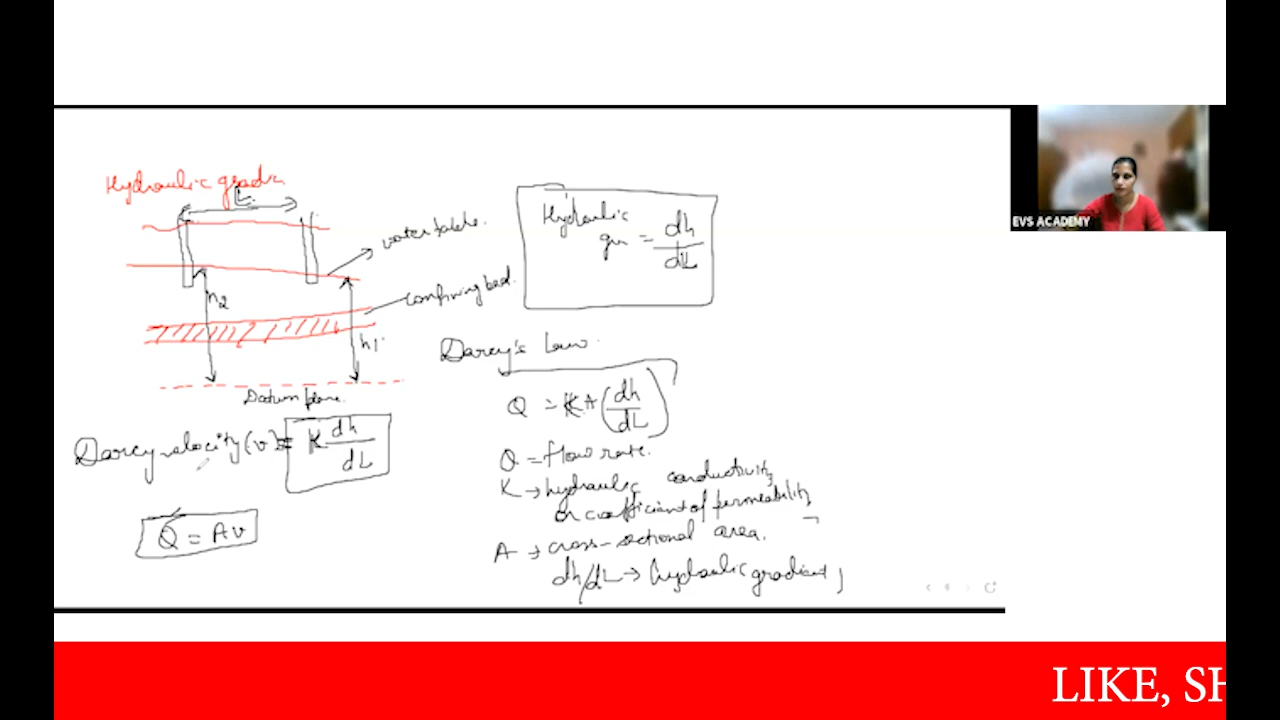 Hydraulic gradn
L.
water table.
h2
confining bed.
h1.
Datum plane.
Darcy velocity (v) = K dh/dL
Q = Av
Hydraulic
gr = dh/dL
Darcy's Law.
Q = KA (dh/dL)
Q = flow rate.
K → hydraulic conductivity
or coefficient of permeability
A → cross-sectional area.
dh/dL → hydraulic gradient
EVS ACADEMY
LIKE, SH